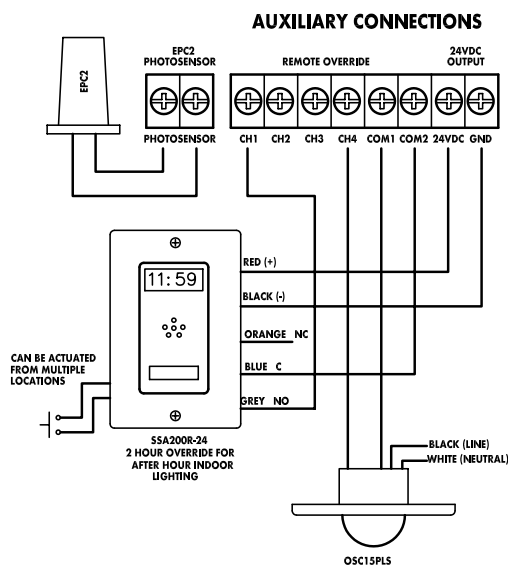 AUXILIARY CONNECTIONS
EPC2
PHOTOSENSOR
REMOTE OVERRIDE
24VDC
OUTPUT
EPC2
PHOTOSENSOR
CH1 CH2 CH3 CH4 COM1 COM2 24VDC GND
RED (+)
11:59
BLACK (-)
ORANGE NC
CAN BE ACTUATED
FROM MULTIPLE
LOCATIONS
BLUE C
GREY NO
SSA200R-24
2 HOUR OVERRIDE FOR
AFTER HOUR INDOOR
LIGHTING
BLACK (LINE)
WHITE (NEUTRAL)
OSC15PLS